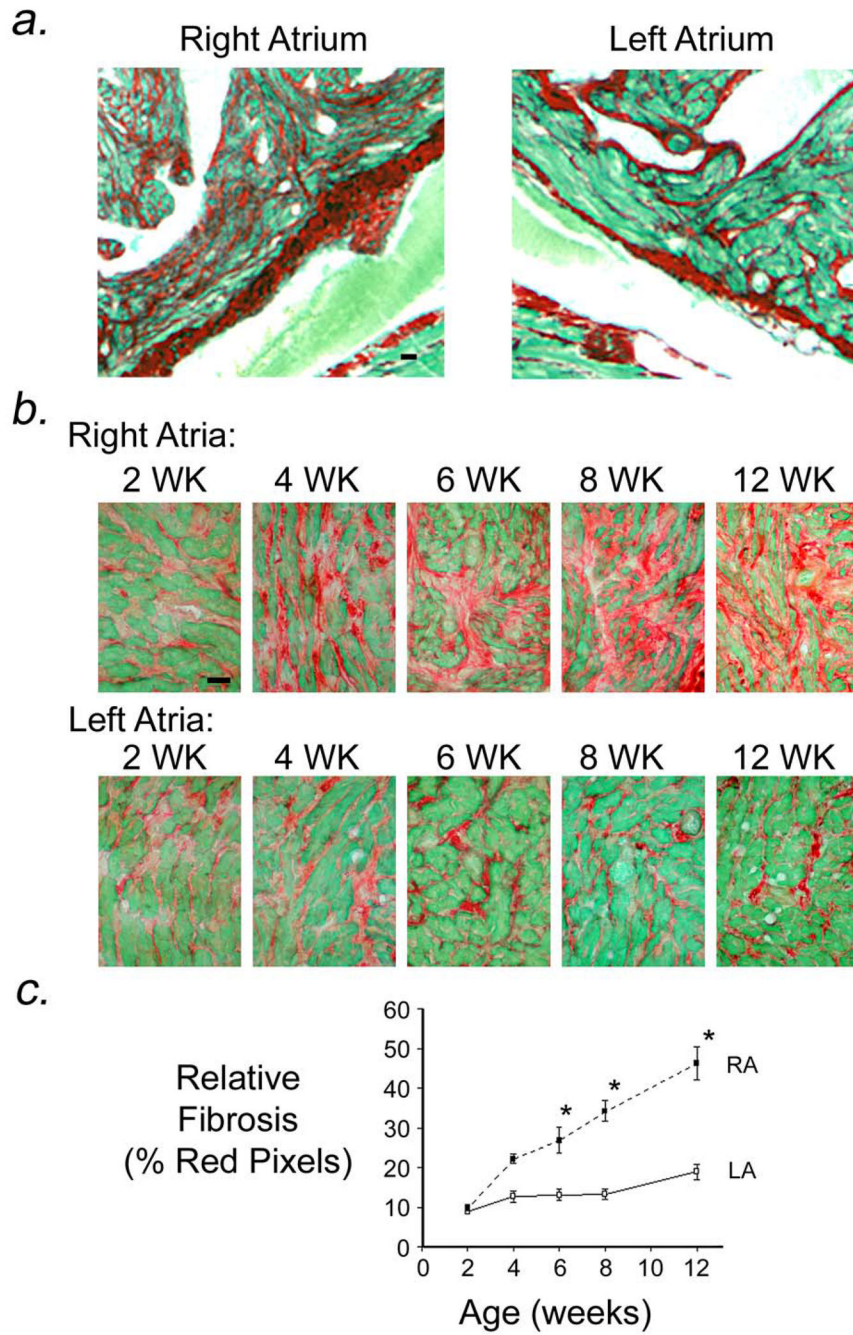 a.
Right Atrium Left Atrium
b.
Right Atria:
2 WK 4 WK 6 WK 8 WK 12 WK
Left Atria:
2 WK 4 WK 6 WK 8 WK 12 WK
c.
Relative
Fibrosis
(% Red Pixels)
60
50
40
30
20
10
0
* * *
RA
LA
0 2 4 6 8 10 12
Age (weeks)